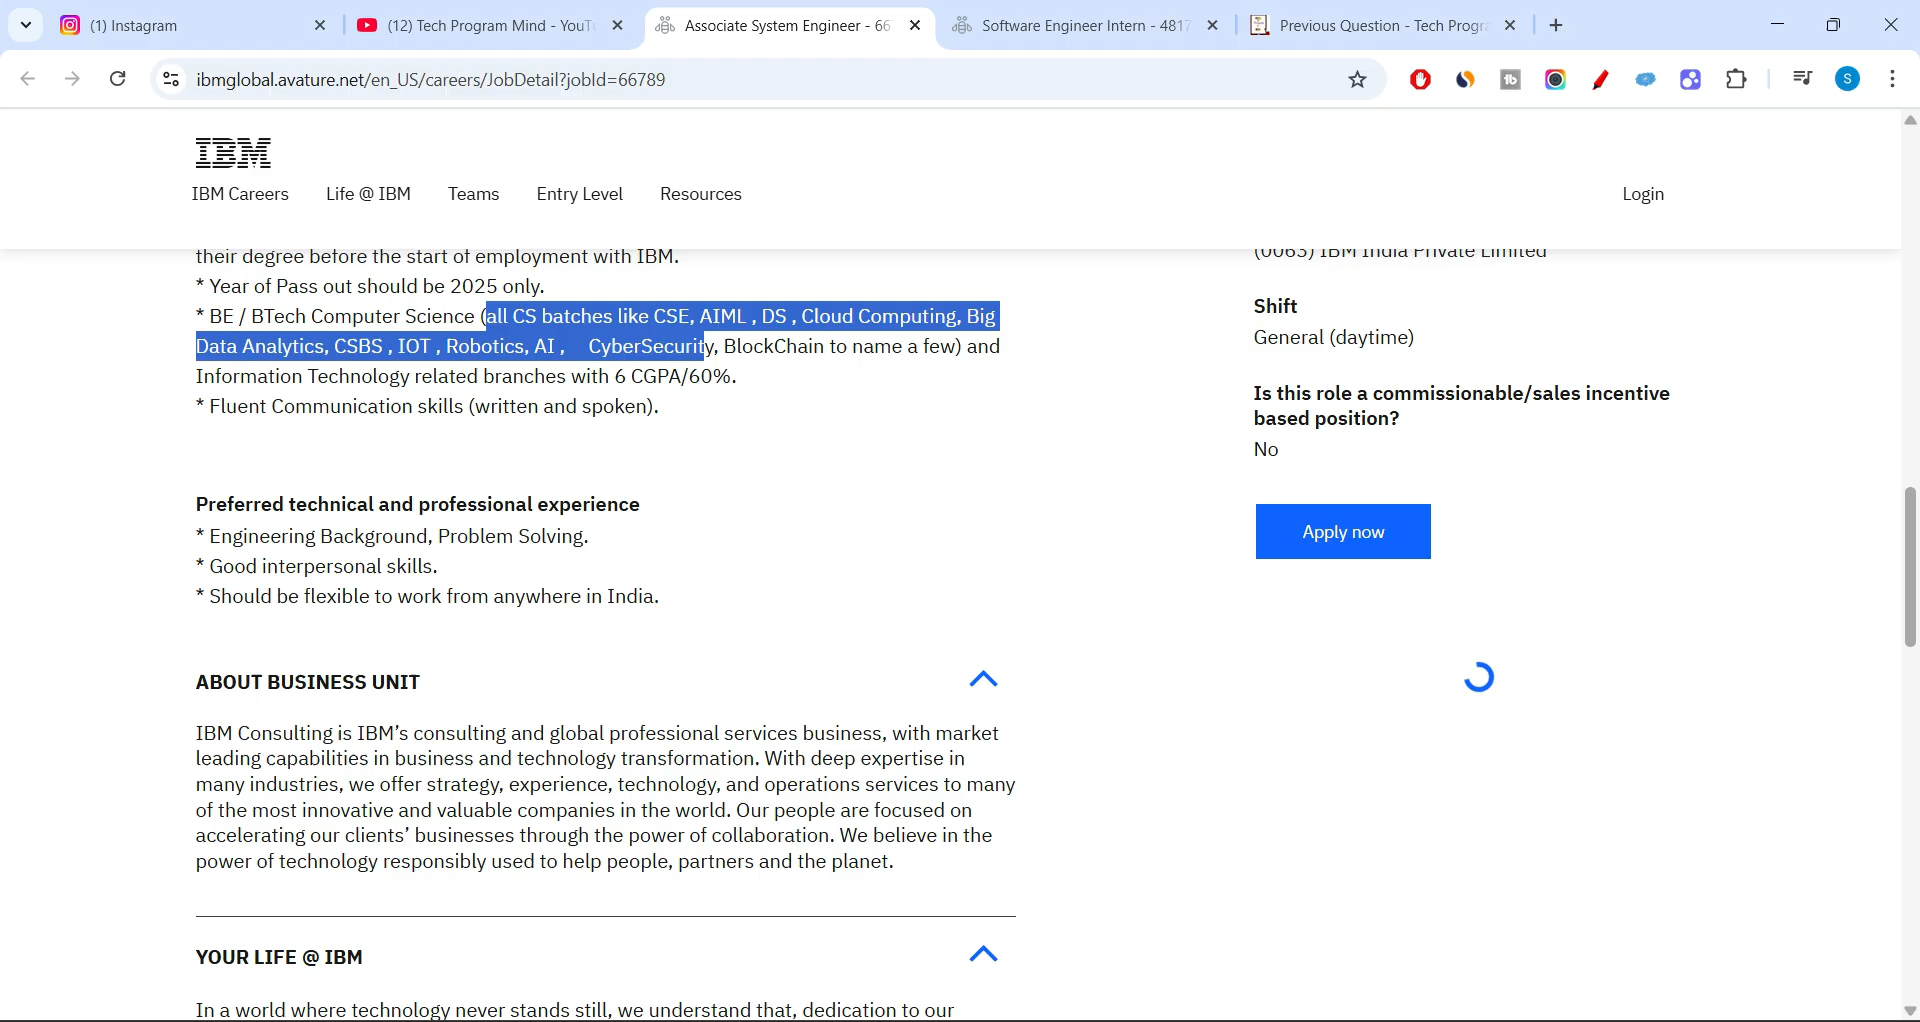 (1) Instagram
(12) Tech Program Mind - YouT
Associate System Engineer - 66
Software Engineer Intern - 4817
Previous Question - Tech Progr
ibmglobal.avature.net/en_US/careers/JobDetail?jobId=66789
tb
S
IBM
IBM Careers
Life @ IBM
Teams
Entry Level
Resources
Login
their degree before the start of employment with IBM.
* Year of Pass out should be 2025 only.
* BE / BTech Computer Science (all CS batches like CSE, AIML , DS , Cloud Computing, Big
Data Analytics, CSBS , IOT , Robotics, AI ,    CyberSecurity, BlockChain to name a few) and
Information Technology related branches with 6 CGPA/60%.
* Fluent Communication skills (written and spoken).
Preferred technical and professional experience
* Engineering Background, Problem Solving.
* Good interpersonal skills.
* Should be flexible to work from anywhere in India.
ABOUT BUSINESS UNIT
IBM Consulting is IBM’s consulting and global professional services business, with market
leading capabilities in business and technology transformation. With deep expertise in
many industries, we offer strategy, experience, technology, and operations services to many
of the most innovative and valuable companies in the world. Our people are focused on
accelerating our clients’ businesses through the power of collaboration. We believe in the
power of technology responsibly used to help people, partners and the planet.
YOUR LIFE @ IBM
In a world where technology never stands still, we understand that, dedication to our
(0063) IBM India Private Limited
Shift
General (daytime)
Is this role a commissionable/sales incentive
based position?
No
Apply now